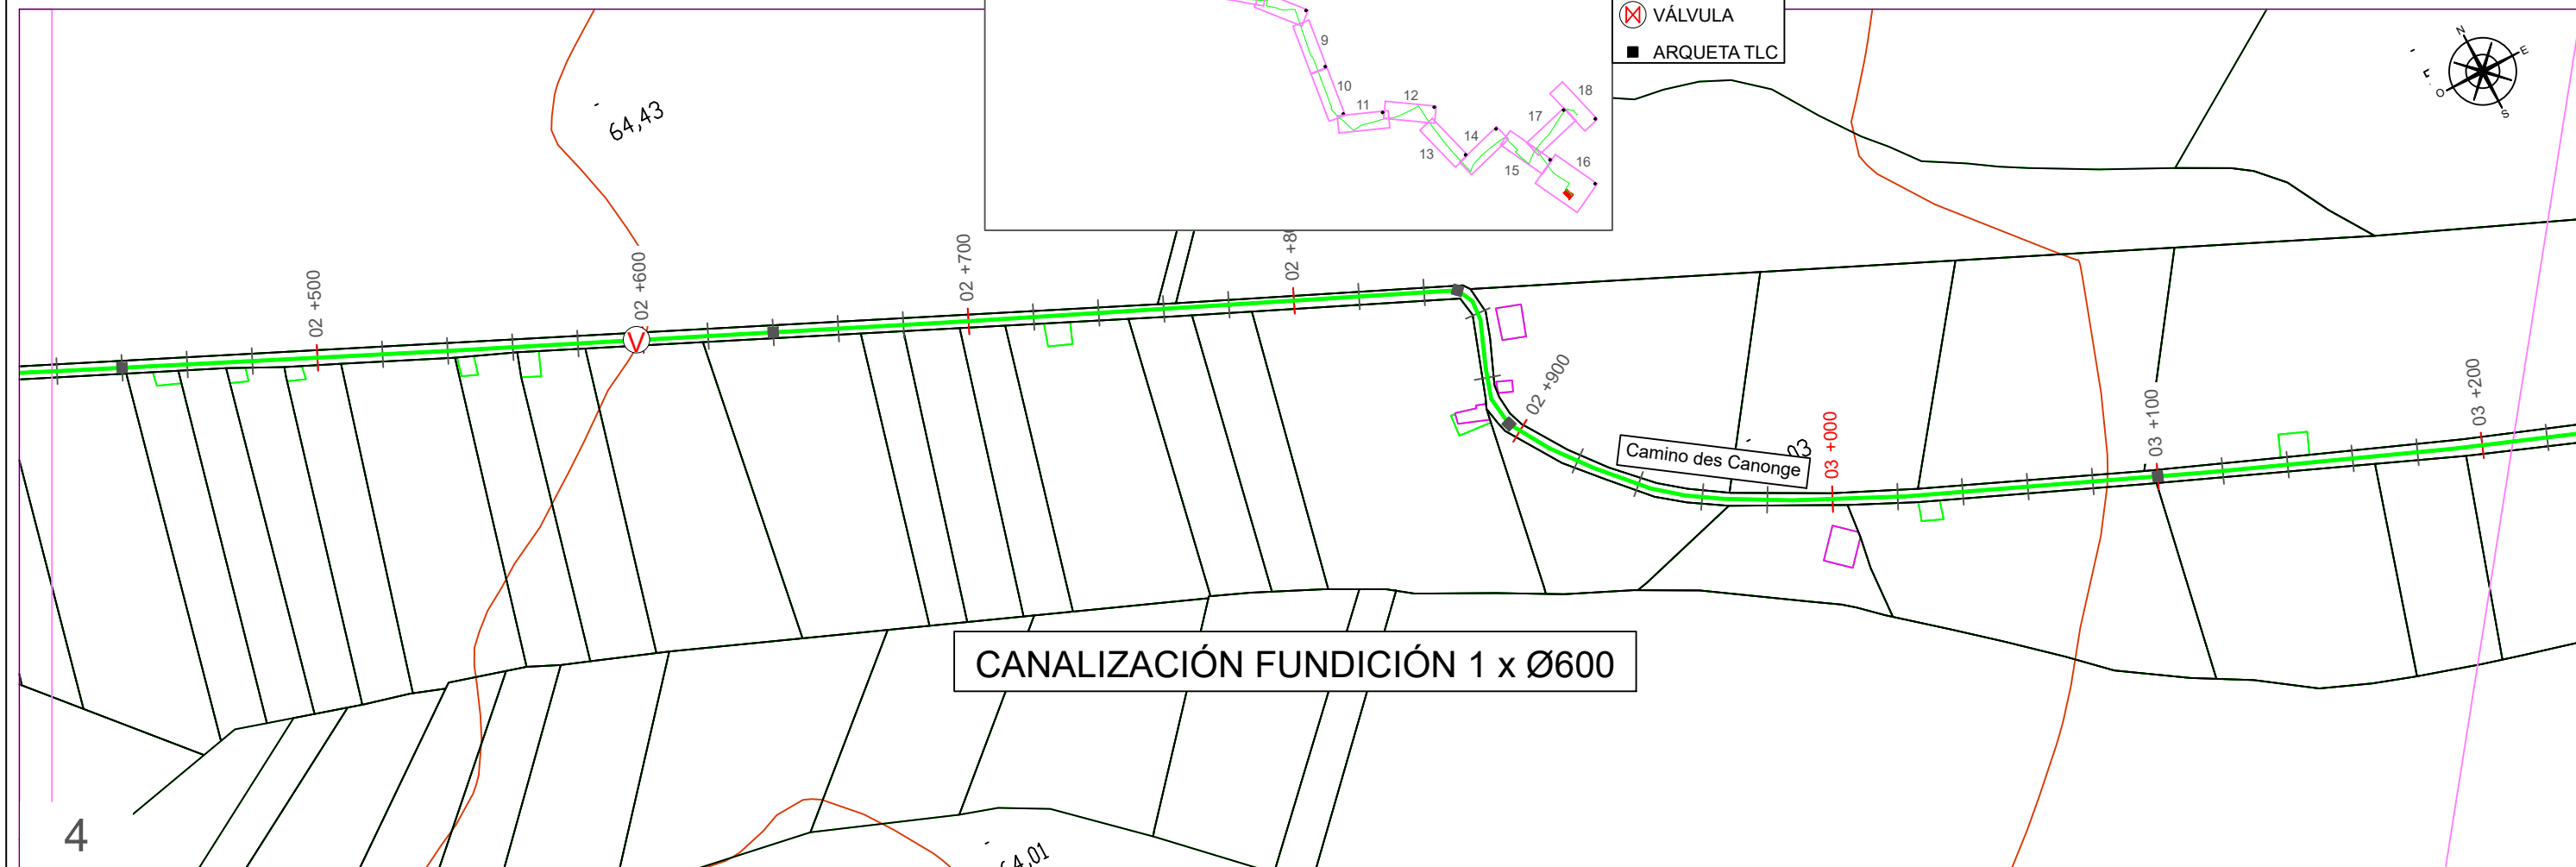 VÁLVULA
ARQUETA TLC
N
E
S
O
9
10
11
12
13
14
15
16
17
18
64,43
02 +500
02 +600
02 +700
02 +900
03 +000
03 +100
03 +200
V
Camino des Canonge
CANALIZACIÓN FUNDICIÓN 1 x Ø600
4